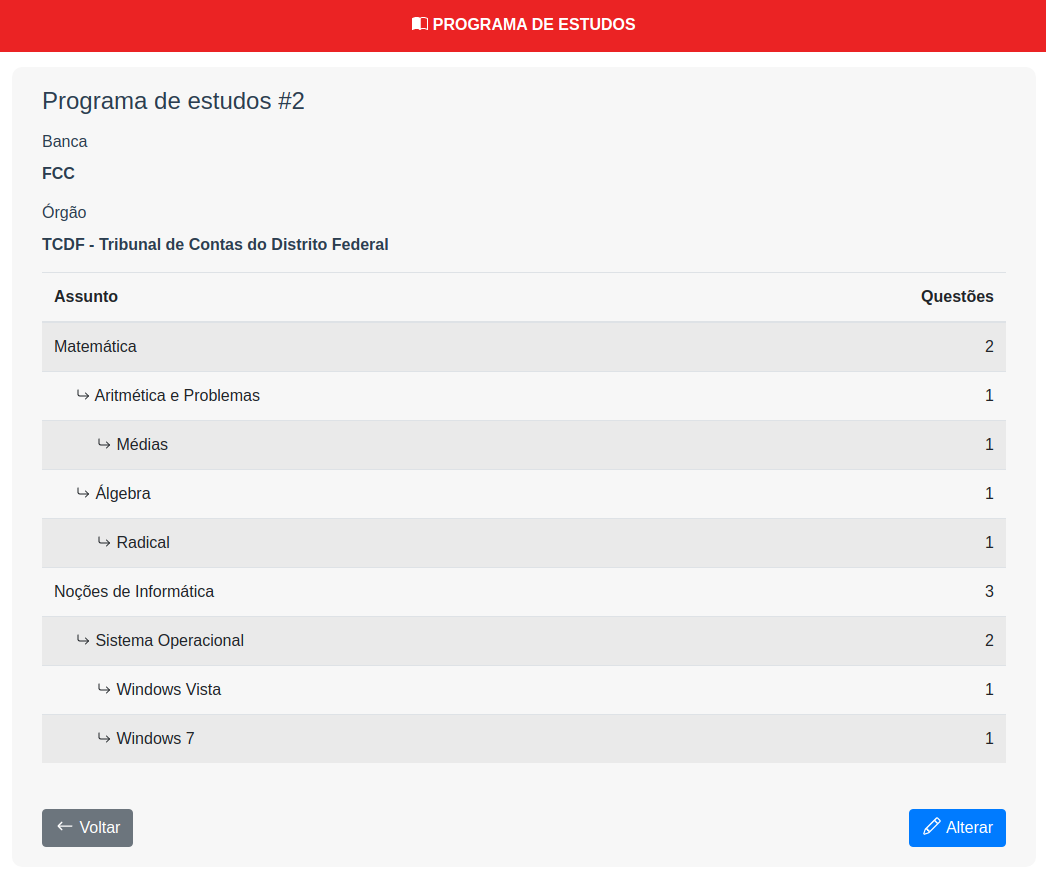 PROGRAMA DE ESTUDOS
Programa de estudos #2
Banca
FCC
Órgão
TCDF - Tribunal de Contas do Distrito Federal
Assunto Questões
Matemática 2
Aritmética e Problemas 1
Médias 1
Álgebra 1
Radical 1
Noções de Informática 3
Sistema Operacional 2
Windows Vista 1
Windows 7 1
Voltar Alterar